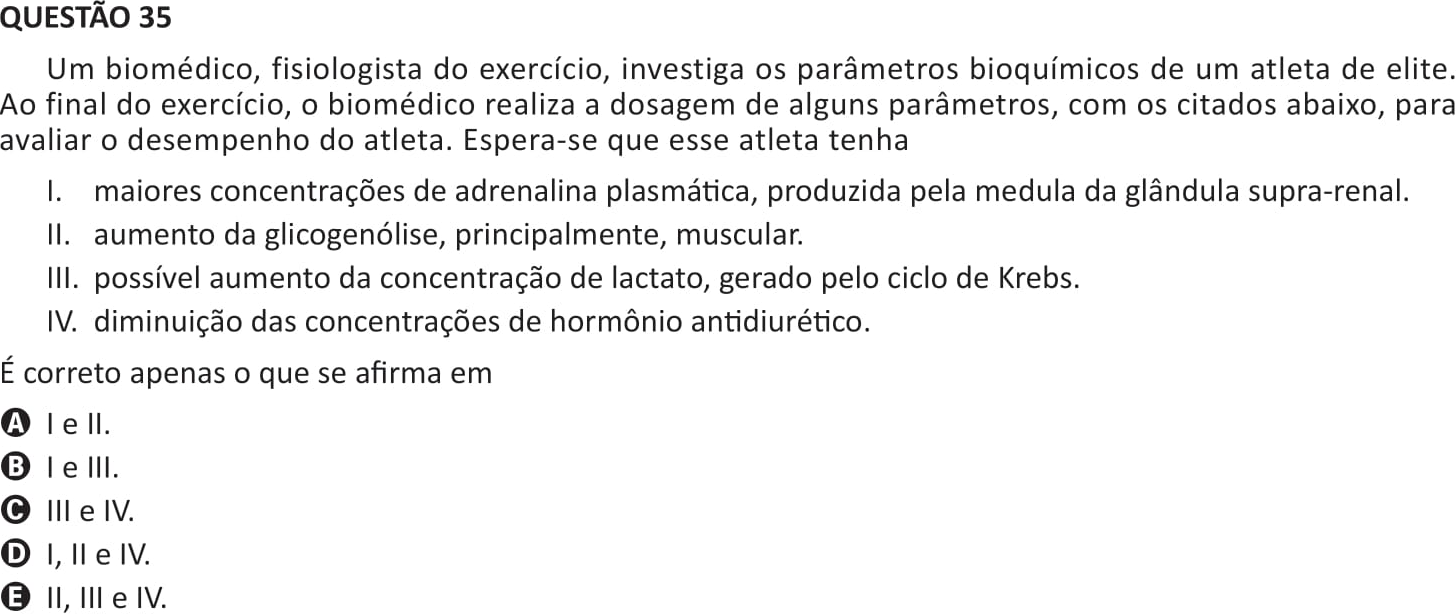 QUESTÃO 35
Um biomédico, fisiologista do exercício, investiga os parâmetros bioquímicos de um atleta de elite.
Ao final do exercício, o biomédico realiza a dosagem de alguns parâmetros, com os citados abaixo, para
avaliar o desempenho do atleta. Espera-se que esse atleta tenha
I. maiores concentrações de adrenalina plasmática, produzida pela medula da glândula supra-renal.
II. aumento da glicogenólise, principalmente, muscular.
III. possível aumento da concentração de lactato, gerado pelo ciclo de Krebs.
IV. diminuição das concentrações de hormônio antidiurético.
É correto apenas o que se afirma em
A I e II.
B I e III.
C III e IV.
D I, II e IV.
E II, III e IV.